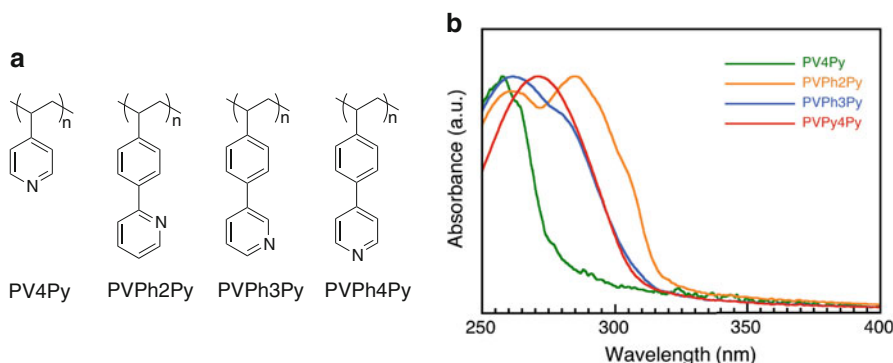 a
n
n
n
n
N
N
N
N
PV4Py PVPh2Py PVPh3Py PVPh4Py
b
PV4Py
PVPh2Py
PVPh3Py
PVPy4Py
Absorbance (a.u.)
250 300 350 400
Wavelength (nm)